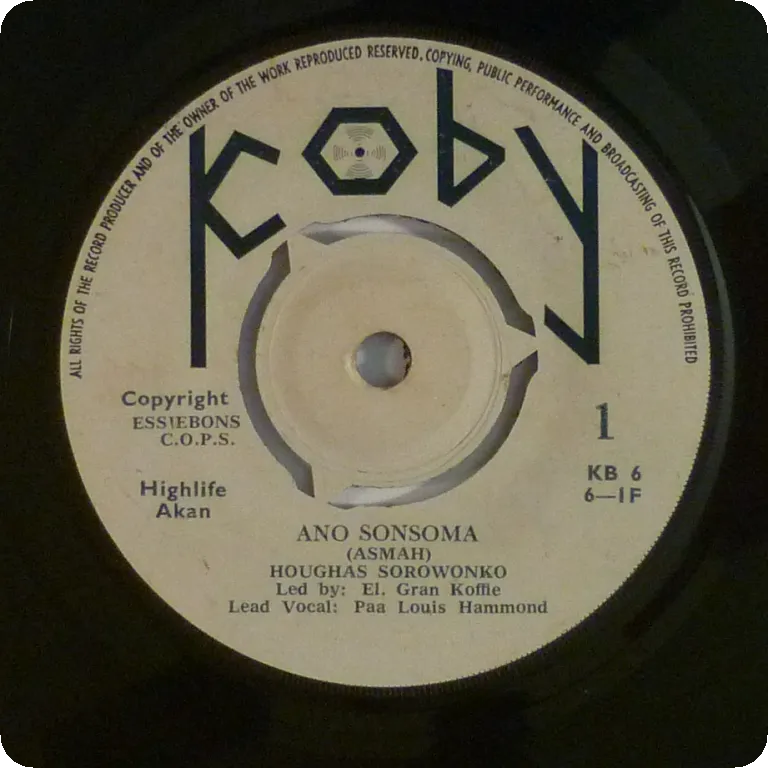 ALL RIGHTS OF THE RECORD PRODUCER AND OF THE OWNER OF THE WORK REPRODUCED RESERVED. COPYING, PUBLIC PERFORMANCE AND BROADCASTING OF THIS RECORD PROHIBITED
koby
Copyright
ESSIEBONS
C.O.P.S.
1
KB 6
6—1F
Highlife
Akan
ANO SONSOMA
(ASMAH)
HOUGHAS SOROWONKO
Led by: El. Gran Koffie
Lead Vocal: Paa Louis Hammond